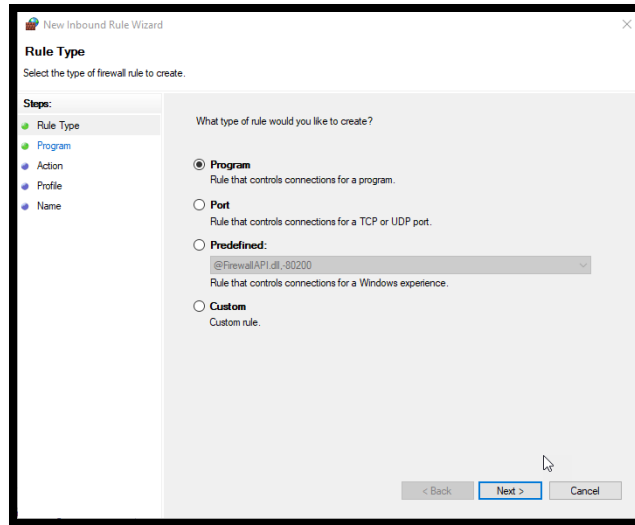 New Inbound Rule Wizard
Rule Type
Select the type of firewall rule to create.
Steps:
Rule Type
Program
Action
Profile
Name
What type of rule would you like to create?
Program
Rule that controls connections for a program.
Port
Rule that controls connections for a TCP or UDP port.
Predefined:
@FirewallAPI.dll,-80200
Rule that controls connections for a Windows experience.
Custom
Custom rule.
< Back Next > Cancel